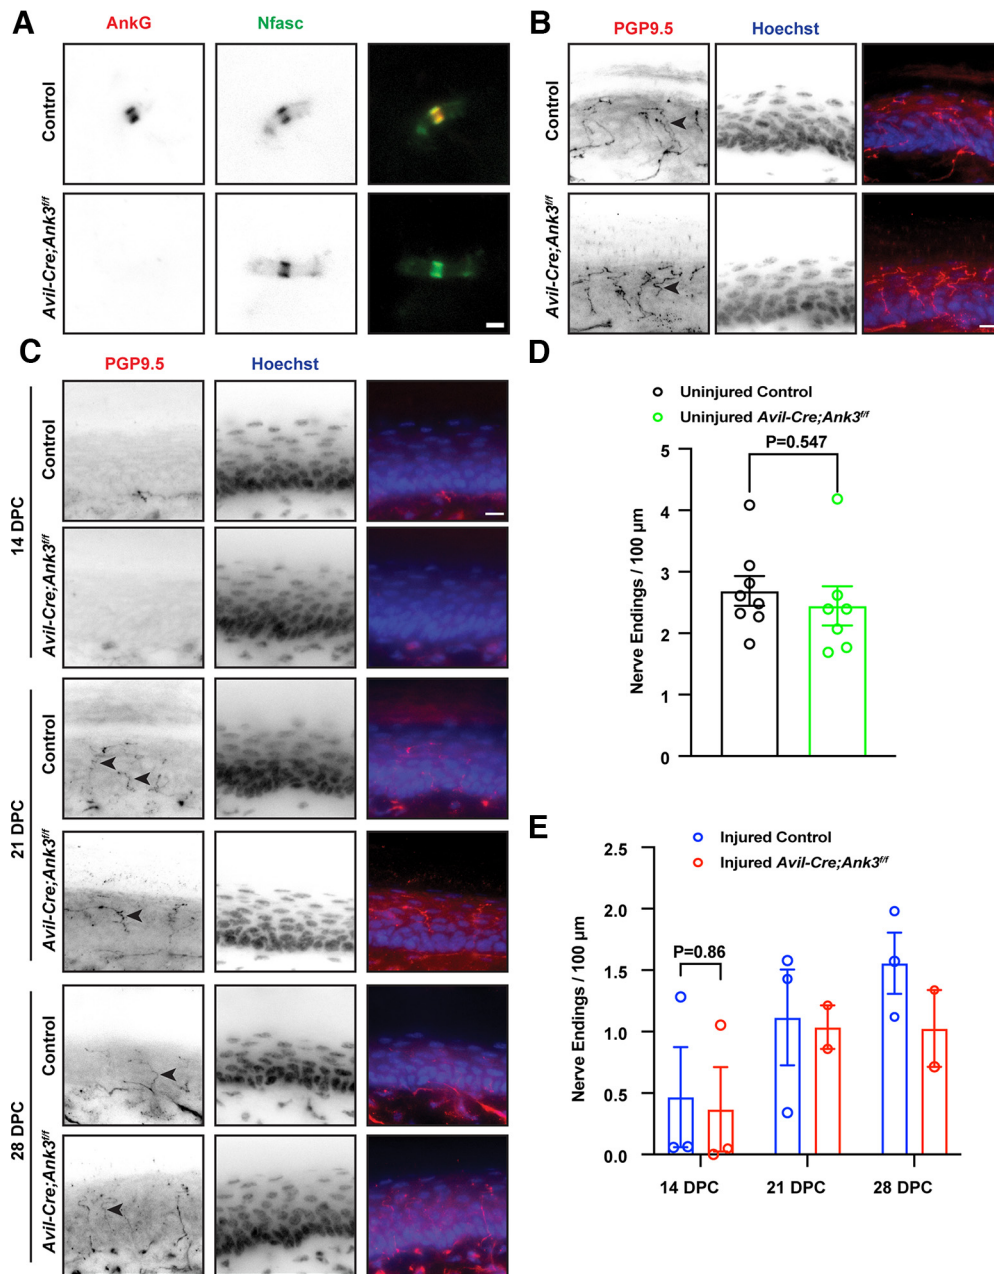 A
AnkG
Nfasc
Control
Avil-Cre;Ank3f/f
B
PGP9.5
Hoechst
Control
Avil-Cre;Ank3f/f
C
PGP9.5
Hoechst
14 DPC
Control
Avil-Cre;Ank3f/f
21 DPC
Control
Avil-Cre;Ank3f/f
28 DPC
Control
Avil-Cre;Ank3f/f
D
Uninjured Control
Uninjured Avil-Cre;Ank3f/f
P=0.547
Nerve Endings / 100 µm
5
4
3
2
1
0
E
Injured Control
Injured Avil-Cre;Ank3f/f
P=0.86
Nerve Endings / 100 µm
2.5
2.0
1.5
1.0
0.5
0.0
14 DPC
21 DPC
28 DPC